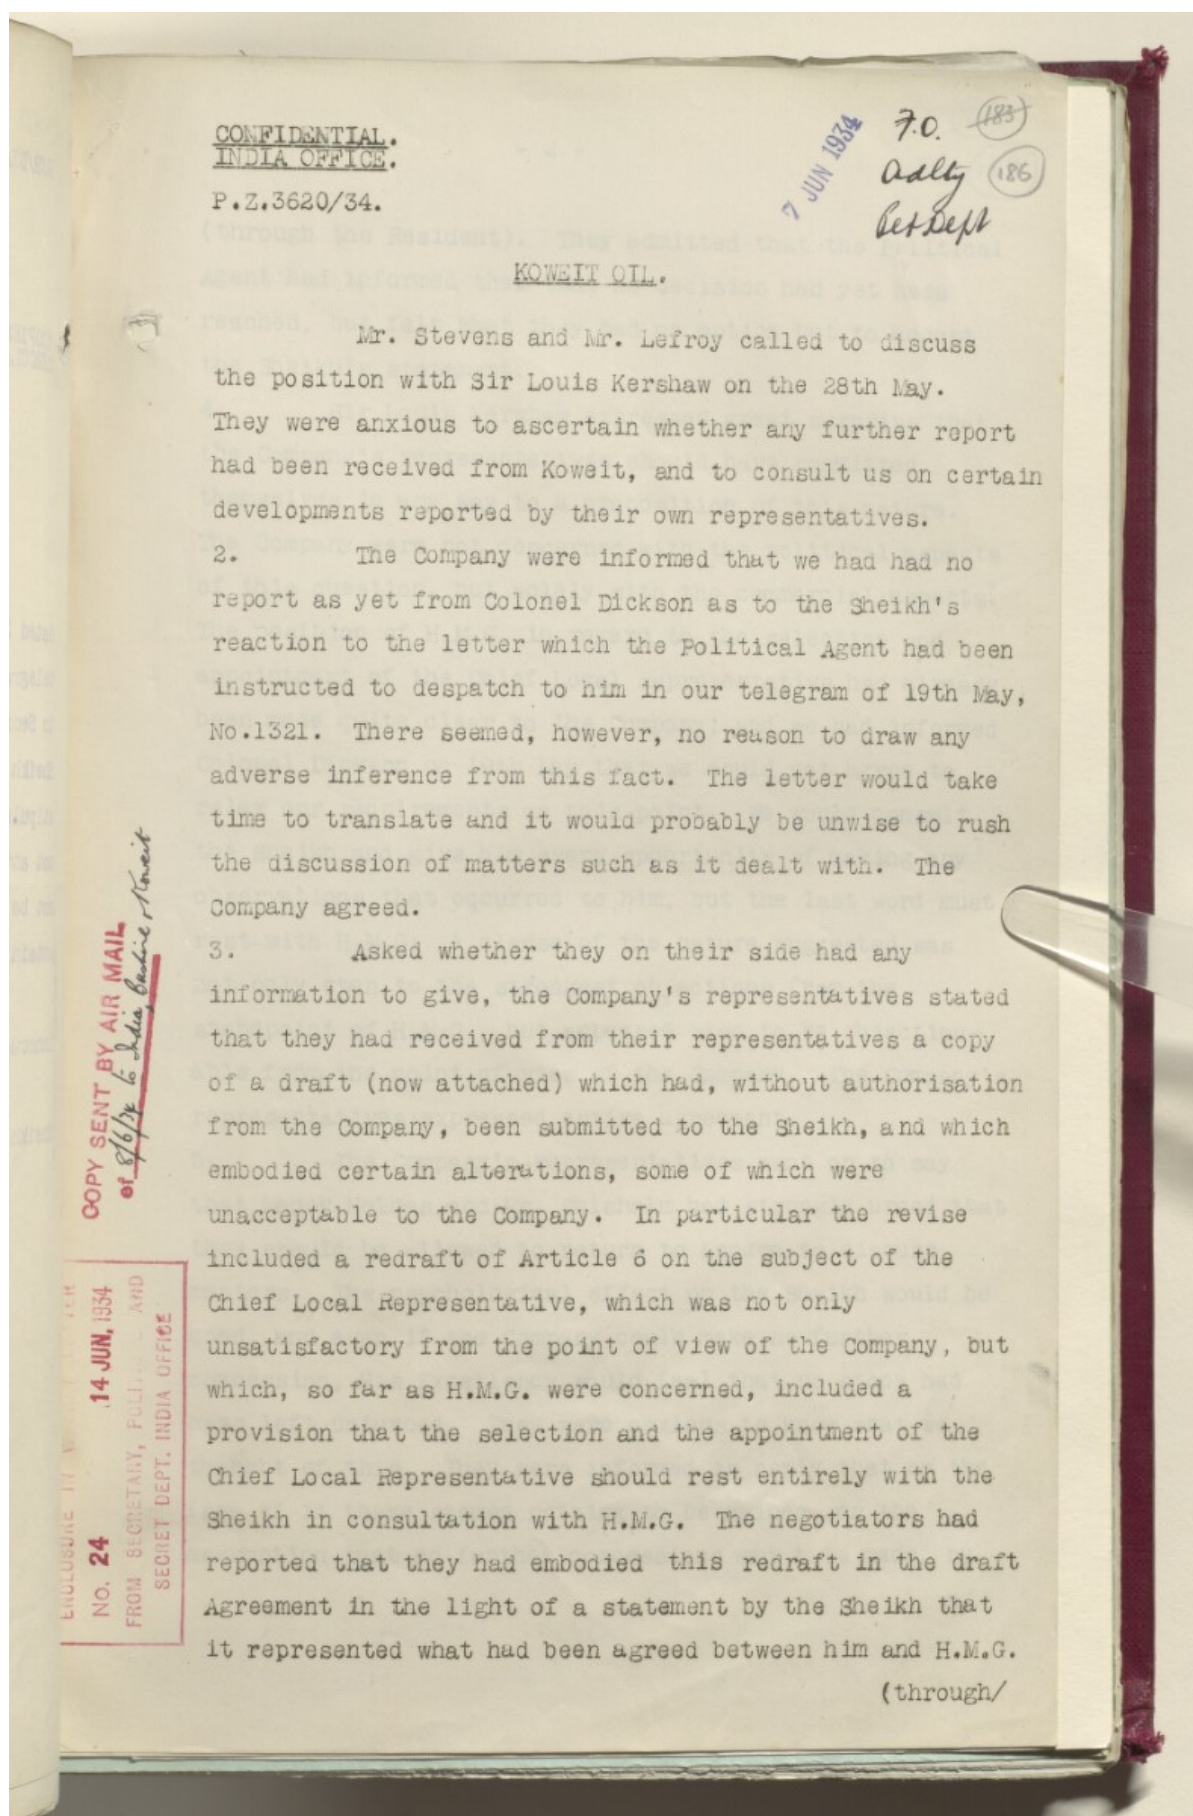 CONFIDENTIAL.
INDIA OFFICE.
P.Z.3620/34.
7 JUN 1934
F.O.
183
Adlty
186
Pet Dept
KOWEIT OIL.
Mr. Stevens and Mr. Lefroy called to discuss
the position with Sir Louis Kershaw on the 28th May.
They were anxious to ascertain whether any further report
had been received from Koweit, and to consult us on certain
developments reported by their own representatives.
2. The Company were informed that we had had no
report as yet from Colonel Dickson as to the Sheikh's
reaction to the letter which the Political Agent had been
instructed to despatch to him in our telegram of 19th May,
No.1321. There seemed, however, no reason to draw any
adverse inference from this fact. The letter would take
time to translate and it would probably be unwise to rush
the discussion of matters such as it dealt with. The
Company agreed.
3. Asked whether they on their side had any
information to give, the Company's representatives stated
that they had received from their representatives a copy
of a draft (now attached) which had, without authorisation
from the Company, been submitted to the Sheikh, and which
embodied certain alterations, some of which were
unacceptable to the Company. In particular the revise
included a redraft of Article 6 on the subject of the
Chief Local Representative, which was not only
unsatisfactory from the point of view of the Company, but
which, so far as H.M.G. were concerned, included a
provision that the selection and the appointment of the
Chief Local Representative should rest entirely with the
Sheikh in consultation with H.M.G. The negotiators had
reported that they had embodied this redraft in the draft
Agreement in the light of a statement by the Sheikh that
it represented what had been agreed between him and H.M.G.
(through/
COPY SENT BY AIR MAIL
of 8/6/34 to India, Bushire & Koweit
ENCLOSURE IN
No. 24 14 JUN. 1934
FROM SECRETARY, POLITICAL AND
SECRET DEPT. INDIA OFFICE